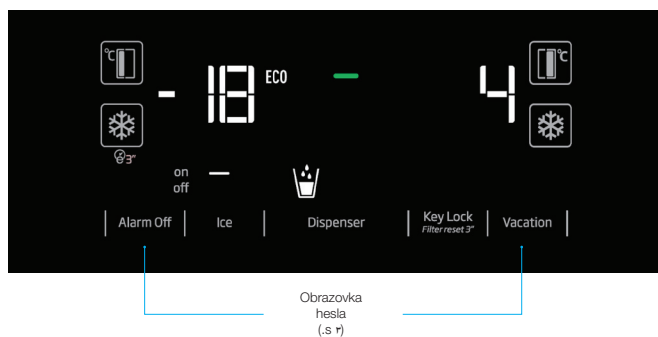 °C
°C
- 18 ECO
4
3"
on
off
Alarm Off
Ice
Dispenser
Key Lock
Filter reset 3"
Vacation
Obrazovka
hesla
(.s ٣)